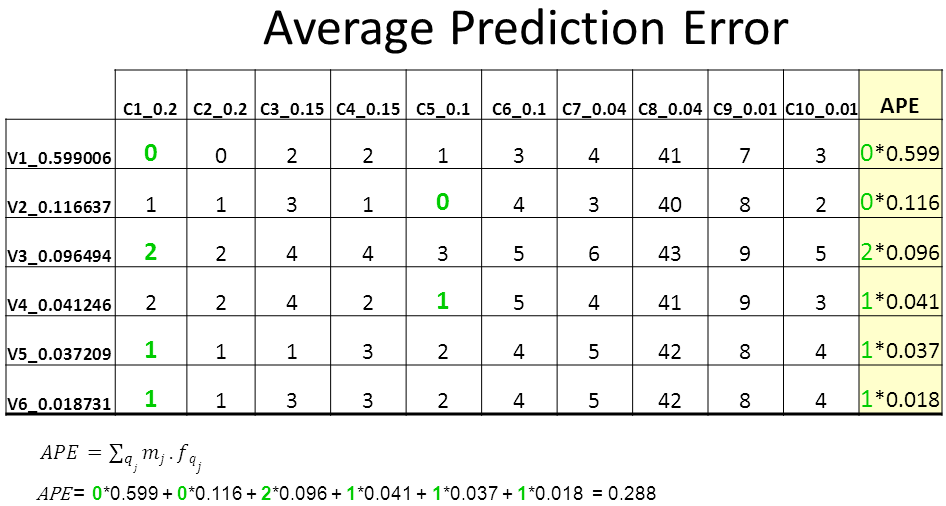 Average Prediction Error
C1_0.2 C2_0.2 C3_0.15 C4_0.15 C5_0.1 C6_0.1 C7_0.04 C8_0.04 C9_0.01 C10_0.01 APE
V1_0.599006 0 0 2 2 1 3 4 41 7 3 0*0.599
V2_0.116637 1 1 3 1 0 4 3 40 8 2 0*0.116
V3_0.096494 2 2 4 4 3 5 6 43 9 5 2*0.096
V4_0.041246 2 2 4 2 1 5 4 41 9 3 1*0.041
V5_0.037209 1 1 1 3 2 4 5 42 8 4 1*0.037
V6_0.018731 1 1 3 3 2 4 5 42 8 4 1*0.018
APE = ∑_{q_j} m_j . f_{q_j}
APE= 0*0.599 + 0*0.116 + 2*0.096 + 1*0.041 + 1*0.037 + 1*0.018 = 0.288